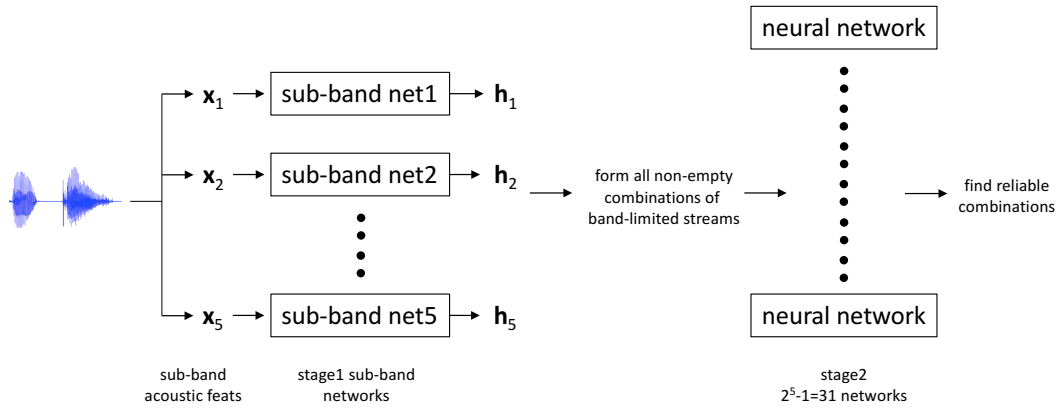 neural network
x1
sub-band net1
h1
x2
sub-band net2
h2
form all non-empty
combinations of
band-limited streams
find reliable
combinations
x5
sub-band net5
h5
neural network
sub-band
acoustic feats
stage1 sub-band
networks
stage2
2⁵-1=31 networks